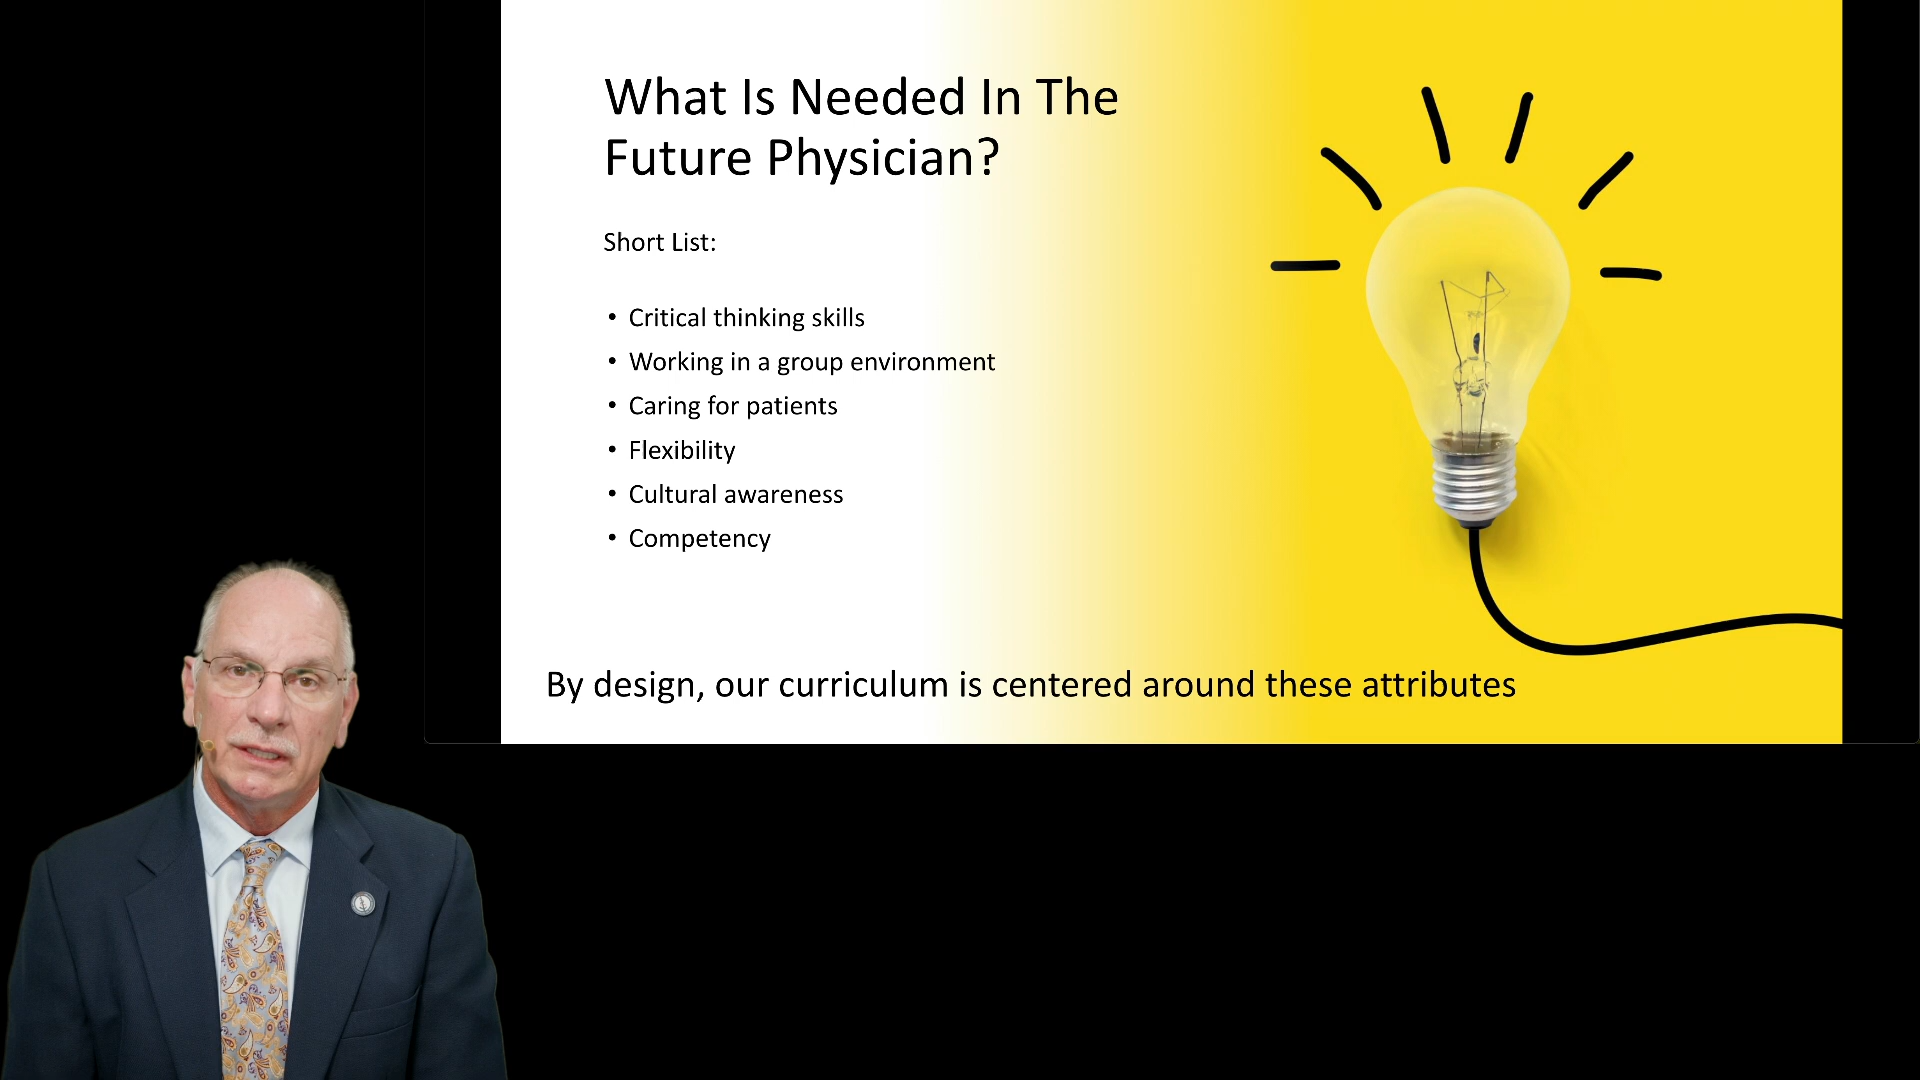 What Is Needed In The
Future Physician?
Short List:
• Critical thinking skills
• Working in a group environment
• Caring for patients
• Flexibility
• Cultural awareness
• Competency
By design, our curriculum is centered around these attributes